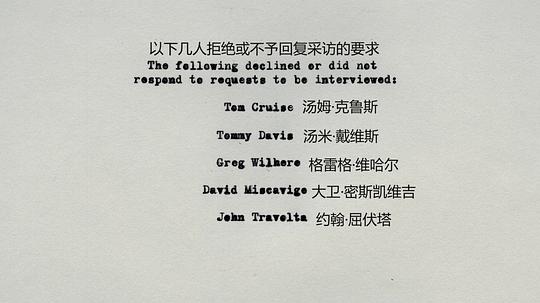 以下几人拒绝或不予回复采访的要求
The following declined or did not
respond to requests to be interviewed:
Tom Cruise 汤姆·克鲁斯
Tommy Davis 汤米·戴维斯
Greg Wilhere 格雷格·维哈尔
David Miscavige 大卫·密斯凯维吉
John Travolta 约翰·屈伏塔